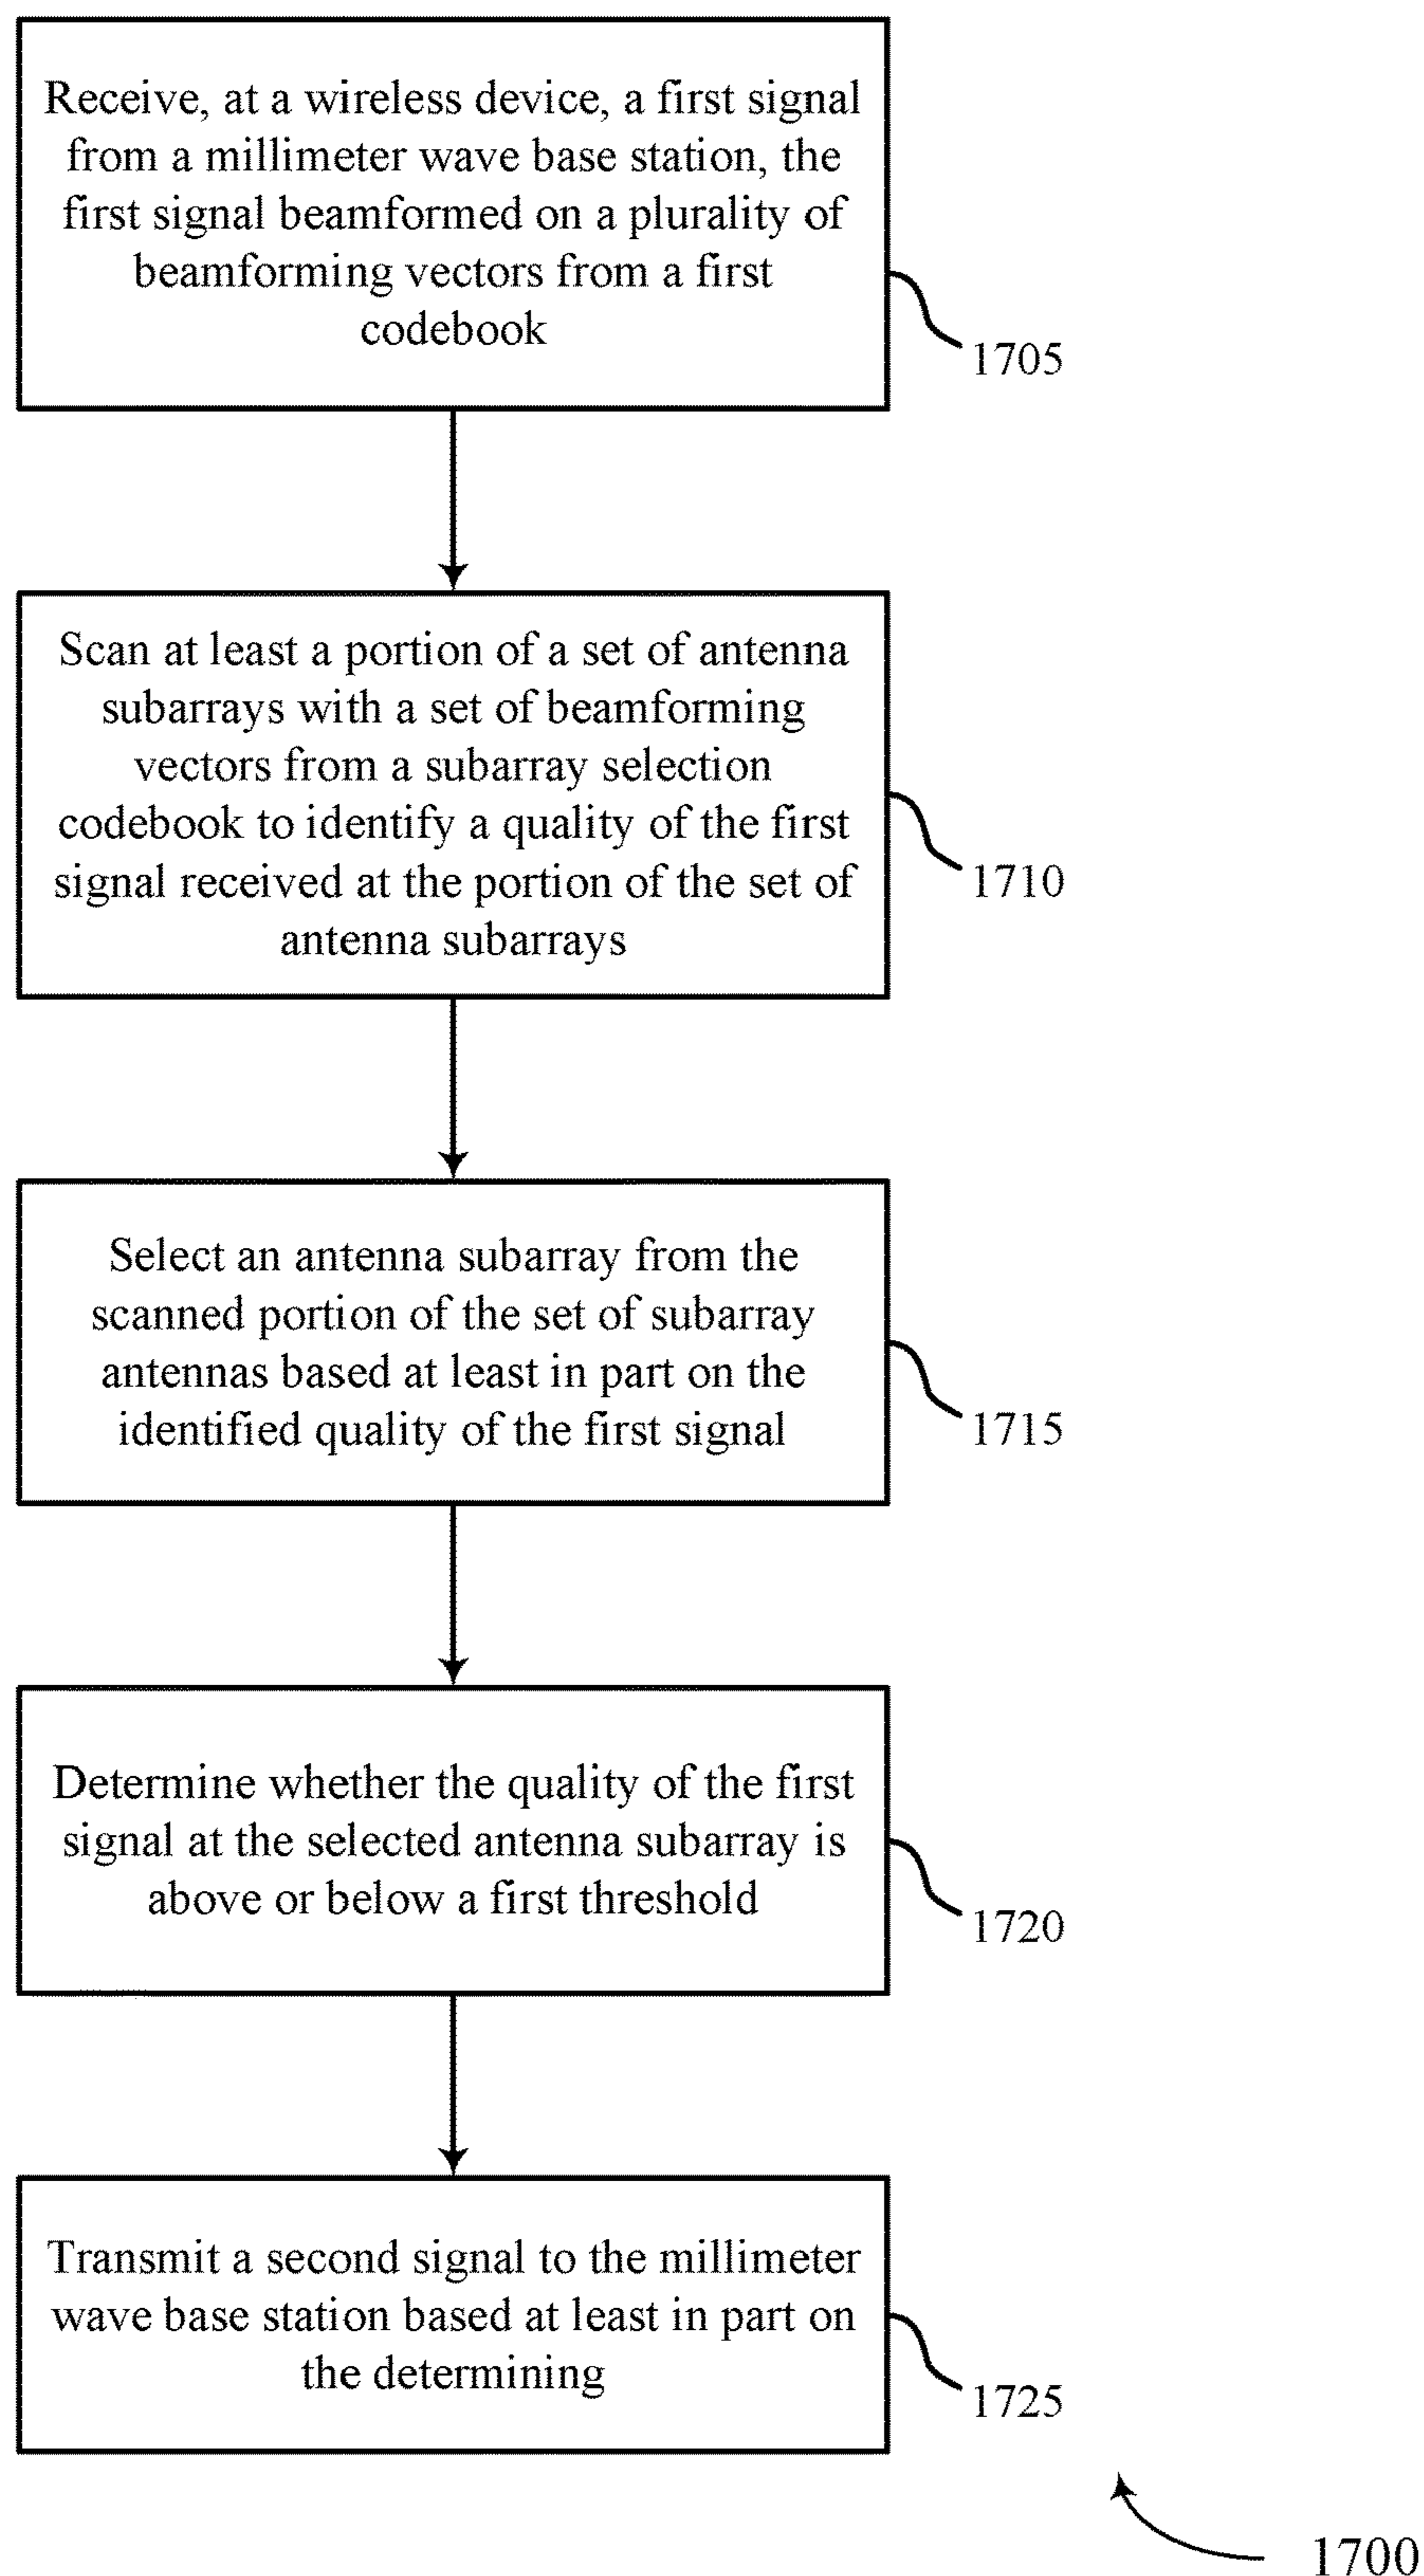 Receive, at a wireless device, a first signal
from a millimeter wave base station, the
first signal beamformed on a plurality of
beamforming vectors from a first
codebook
1705
Scan at least a portion of a set of antenna
subarrays with a set of beamforming
vectors from a subarray selection
codebook to identify a quality of the first
signal received at the portion of the set of
antenna subarrays
1710
Select an antenna subarray from the
scanned portion of the set of subarray
antennas based at least in part on the
identified quality of the first signal
1715
Determine whether the quality of the first
signal at the selected antenna subarray is
above or below a first threshold
1720
Transmit a second signal to the millimeter
wave base station based at least in part on
the determining
1725
1700